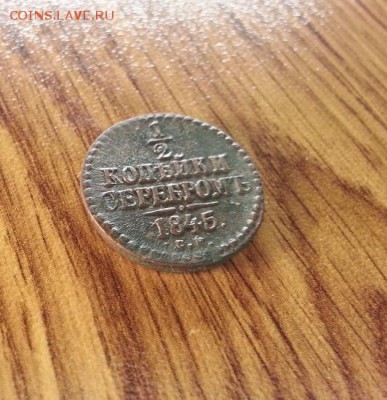 COINS.LAVE.RU
1/2
КОПѢЙКИ
СЕРЕБРОМЪ
1845.